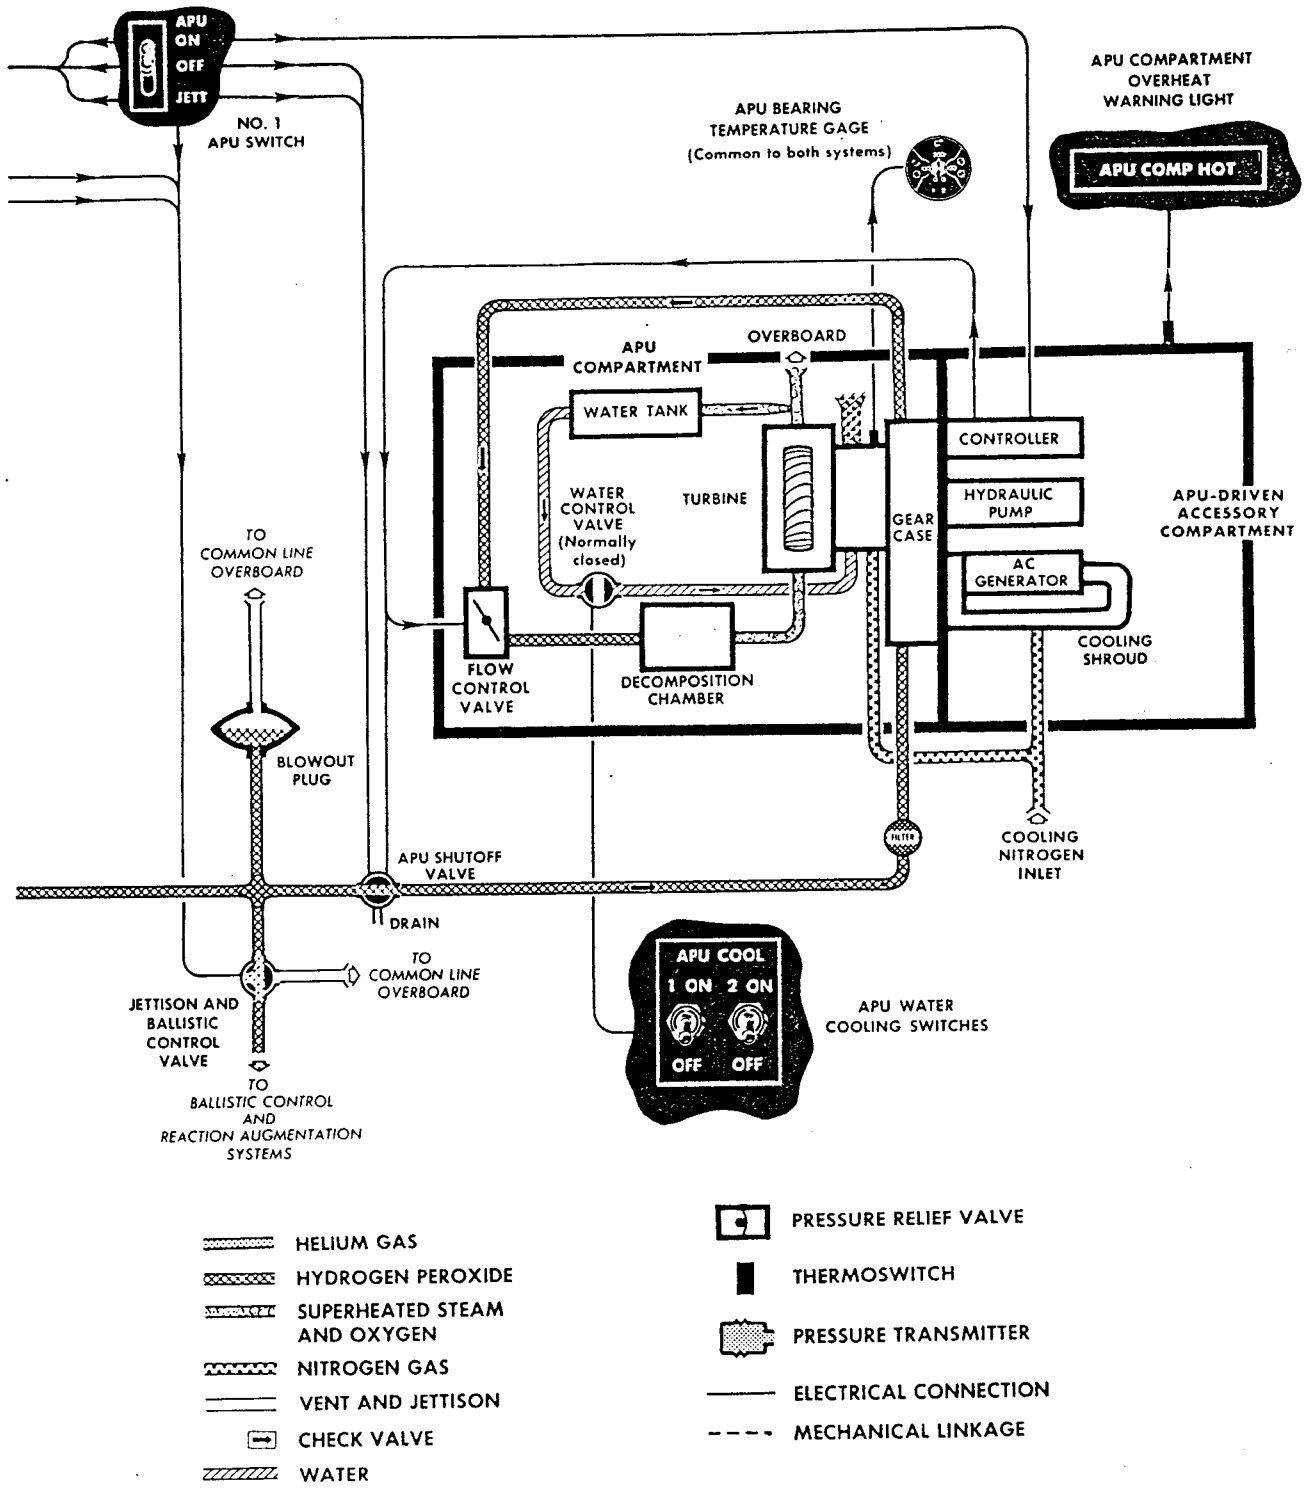 APU
ON
OFF
JETT
NO. 1
APU SWITCH
APU BEARING
TEMPERATURE GAGE
(Common to both systems)
APU COMPARTMENT
OVERHEAT
WARNING LIGHT
APU COMP HOT
APU
COMPARTMENT
OVERBOARD
WATER TANK
CONTROLLER
WATER
CONTROL
VALVE
(Normally
closed)
TURBINE
GEAR
CASE
HYDRAULIC
PUMP
APU-DRIVEN
ACCESSORY
COMPARTMENT
AC
GENERATOR
TO
COMMON LINE
OVERBOARD
COOLING
SHROUD
FLOW
CONTROL
VALVE
DECOMPOSITION
CHAMBER
BLOWOUT
PLUG
FILTER
COOLING
NITROGEN
INLET
APU SHUTOFF
VALVE
DRAIN
TO
COMMON LINE
OVERBOARD
JETTISON AND
BALLISTIC
CONTROL
VALVE
APU COOL
1 ON 2 ON
OFF OFF
APU WATER
COOLING SWITCHES
TO
BALLISTIC CONTROL
AND
REACTION AUGMENTATION
SYSTEMS
HELIUM GAS
HYDROGEN PEROXIDE
SUPERHEATED STEAM
AND OXYGEN
NITROGEN GAS
VENT AND JETTISON
CHECK VALVE
WATER
PRESSURE RELIEF VALVE
THERMOSWITCH
PRESSURE TRANSMITTER
ELECTRICAL CONNECTION
MECHANICAL LINKAGE